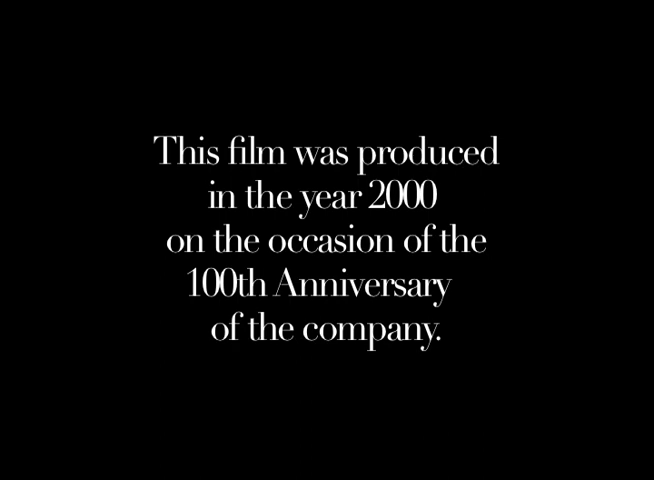 This film was produced
in the year 2000
on the occasion of the
100th Anniversary
of the company.